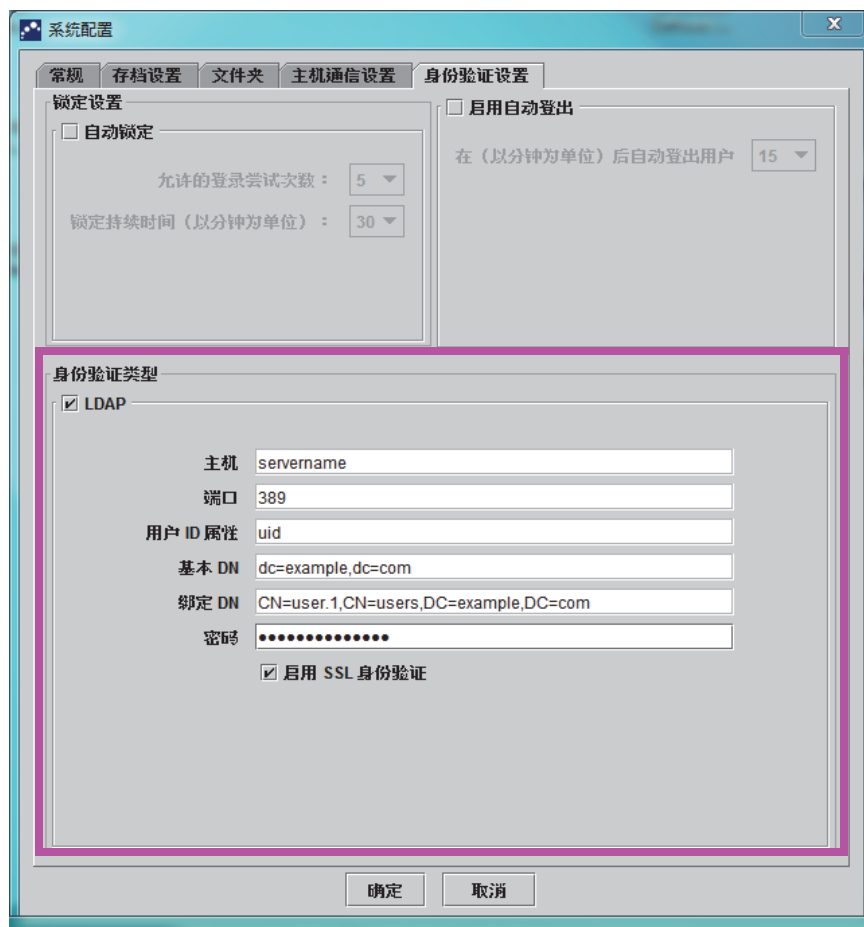 系统配置
常规 存档设置 文件夹 主机通信设置 身份验证设置
锁定设置
自动锁定
允许的登录尝试次数： 5
锁定持续时间（以分钟为单位）： 30
启用自动登出
在（以分钟为单位）后自动登出用户 15
身份验证类型
LDAP
主机 servername
端口 389
用户 ID 属性 uid
基本 DN dc=example,dc=com
绑定 DN CN=user.1,CN=users,DC=example,DC=com
密码 ••••••••••••••
启用 SSL 身份验证
确定 取消